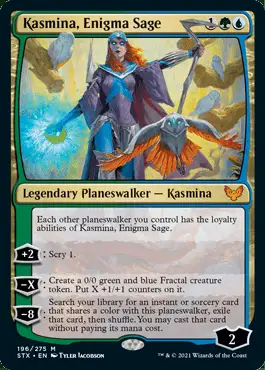 Kasmina, Enigma Sage 1
Legendary Planeswalker — Kasmina
Each other planeswalker you control has the loyalty
abilities of Kasmina, Enigma Sage.
+2 : Scry 1.
-X : Create a 0/0 green and blue Fractal creature
token. Put X +1/+1 counters on it.
-8 : Search your library for an instant or sorcery card
that shares a color with this planeswalker, exile
that card, then shuffle. You may cast that card
without paying its mana cost.
2
196/275 M
STX • EN TYLER JACOBSON
™ & © 2021 Wizards of the Coast